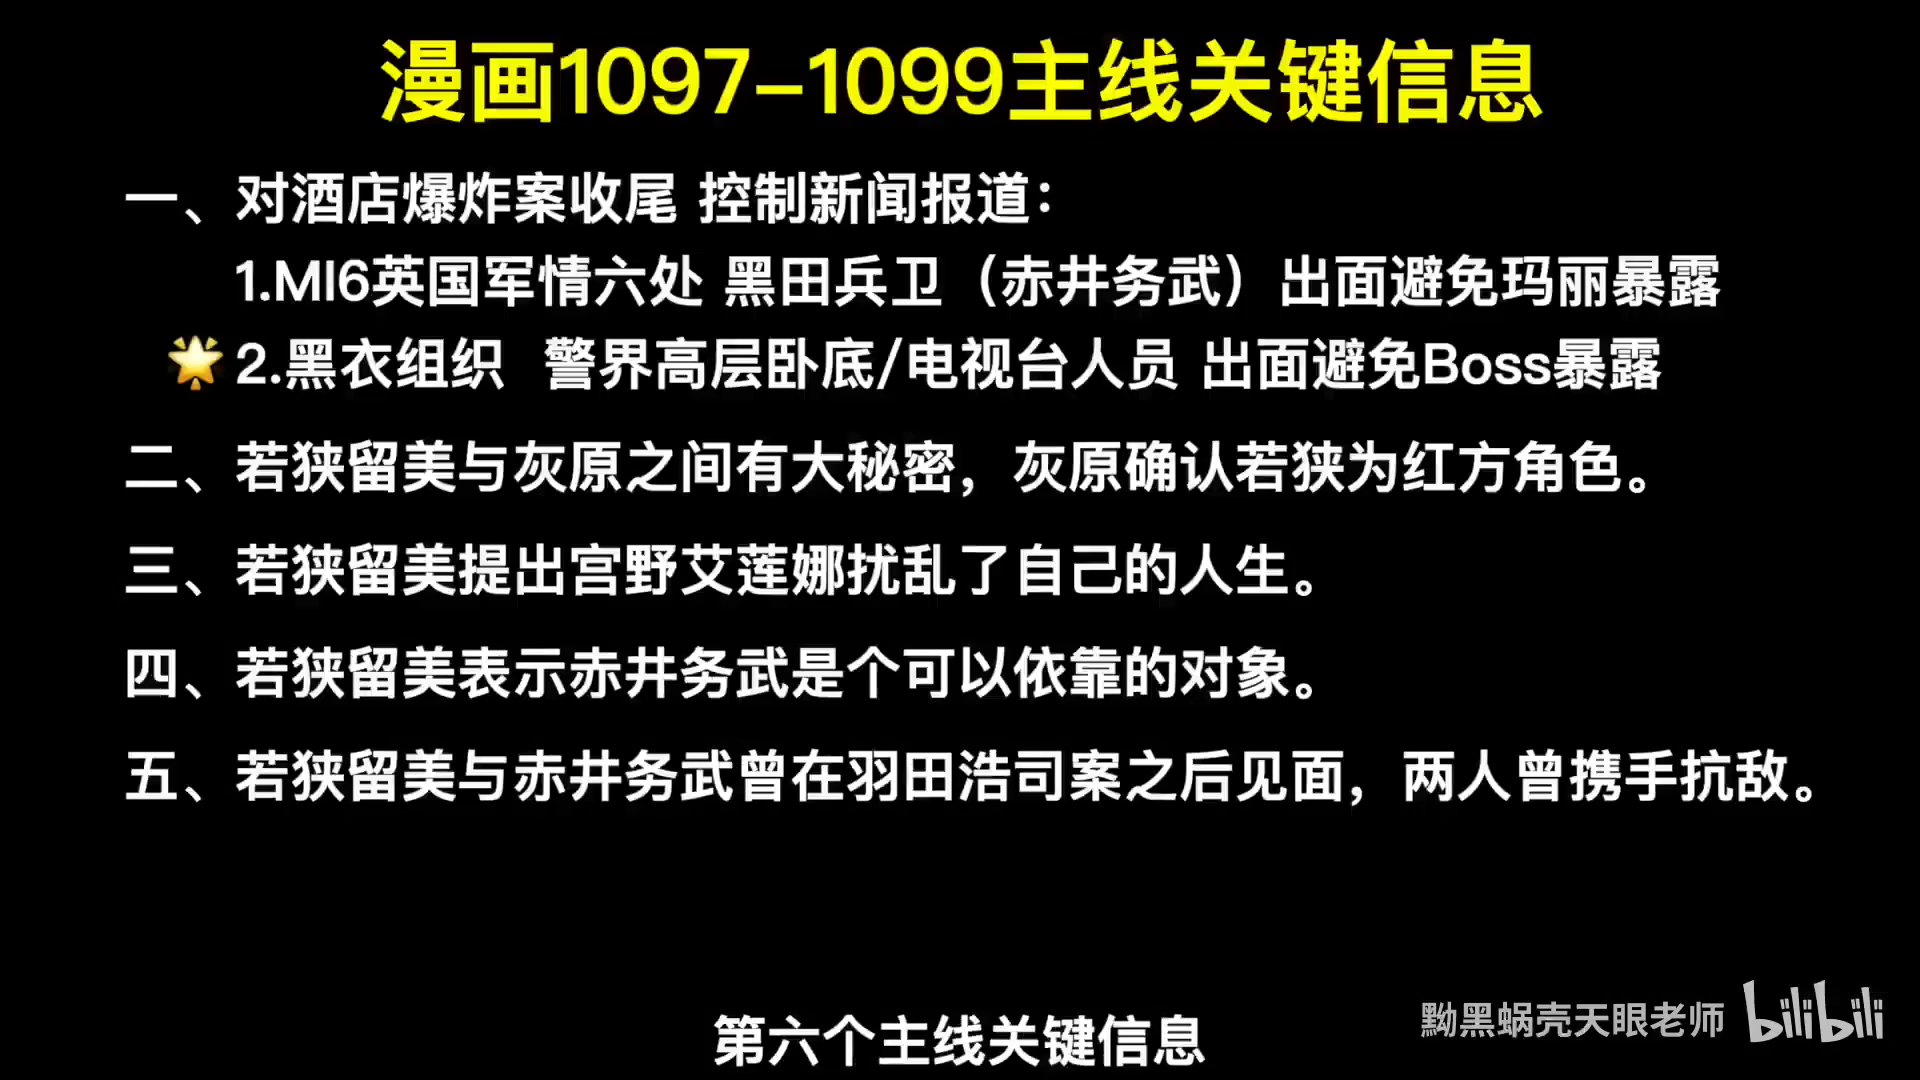 漫画1097-1099主线关键信息
一、对酒店爆炸案收尾 控制新闻报道：
1.MI6英国军情六处 黑田兵卫（赤井务武）出面避免玛丽暴露
2.黑衣组织 警界高层卧底/电视台人员 出面避免Boss暴露
二、若狭留美与灰原之间有大秘密，灰原确认若狭为红方角色。
三、若狭留美提出宫野艾莲娜扰乱了自己的人生。
四、若狭留美表示赤井务武是个可以依靠的对象。
五、若狭留美与赤井务武曾在羽田浩司案之后见面，两人曾携手抗敌。
黝黑蜗壳天眼老师 bilibili
第六个主线关键信息